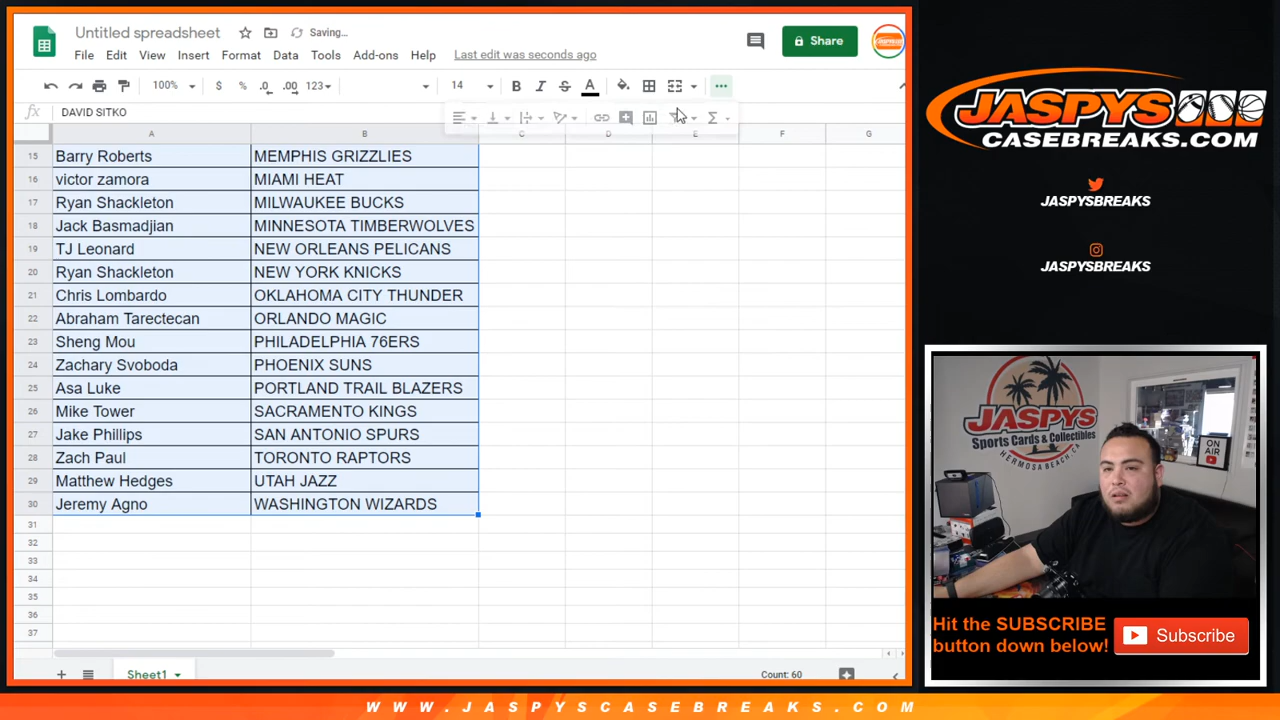 Untitled spreadsheet
Saving...
File Edit View Insert Format Data Tools Add-ons Help Last edit was seconds ago
Share
100% $ % .0 .00 123 14 B I S A
fx DAVID SITKO
A B C D E F G
15 Barry Roberts MEMPHIS GRIZZLIES
16 victor zamora MIAMI HEAT
17 Ryan Shackleton MILWAUKEE BUCKS
18 Jack Basmadjian MINNESOTA TIMBERWOLVES
19 TJ Leonard NEW ORLEANS PELICANS
20 Ryan Shackleton NEW YORK KNICKS
21 Chris Lombardo OKLAHOMA CITY THUNDER
22 Abraham Tarectecan ORLANDO MAGIC
23 Sheng Mou PHILADELPHIA 76ERS
24 Zachary Svoboda PHOENIX SUNS
25 Asa Luke PORTLAND TRAIL BLAZERS
26 Mike Tower SACRAMENTO KINGS
27 Jake Phillips SAN ANTONIO SPURS
28 Zach Paul TORONTO RAPTORS
29 Matthew Hedges UTAH JAZZ
30 Jeremy Agno WASHINGTON WIZARDS
31
32
33
34
35
36
37
Sheet1
Count: 60
JASPYS
CASEBREAKS.COM
JASPYSBREAKS
JASPYSBREAKS
JASPYS
Sports Cards & Collectibles
HERMOSA BEACH, CA
ON
AIR
Hit the SUBSCRIBE
button down below!
Subscribe
WWW.JASPYSCASEBREAKS.COM